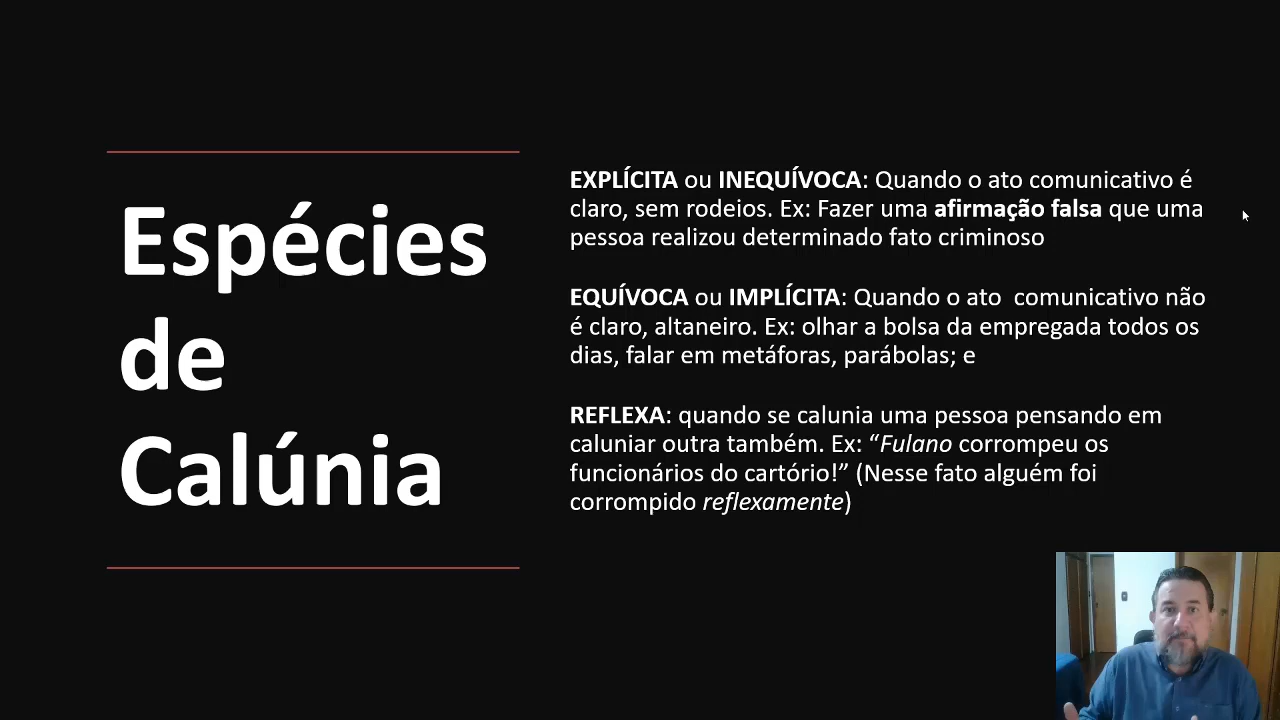 Espécies
de
Calúnia
EXPLÍCITA ou INEQUÍVOCA: Quando o ato comunicativo é
claro, sem rodeios. Ex: Fazer uma afirmação falsa que uma
pessoa realizou determinado fato criminoso
EQUÍVOCA ou IMPLÍCITA: Quando o ato  comunicativo não
é claro, altaneiro. Ex: olhar a bolsa da empregada todos os
dias, falar em metáforas, parábolas; e
REFLEXA: quando se calunia uma pessoa pensando em
caluniar outra também. Ex: “Fulano corrompeu os
funcionários do cartório!” (Nesse fato alguém foi
corrompido reflexamente)